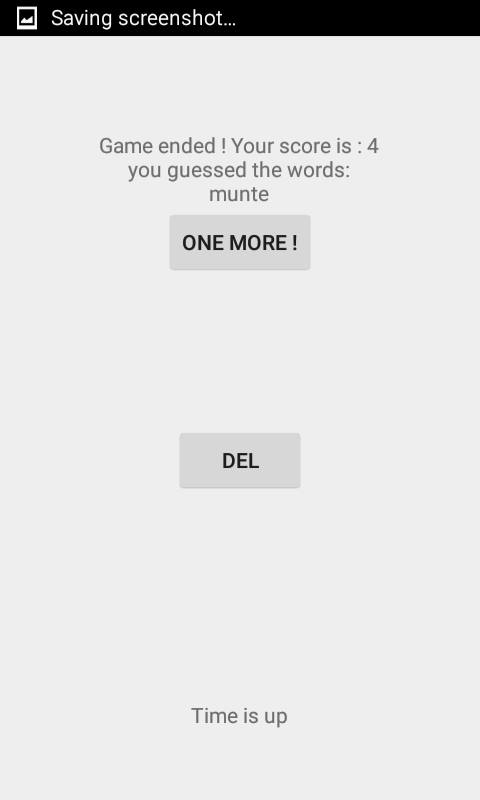 Saving screenshot...
Game ended ! Your score is : 4
you guessed the words:
munte
ONE MORE !
DEL
Time is up